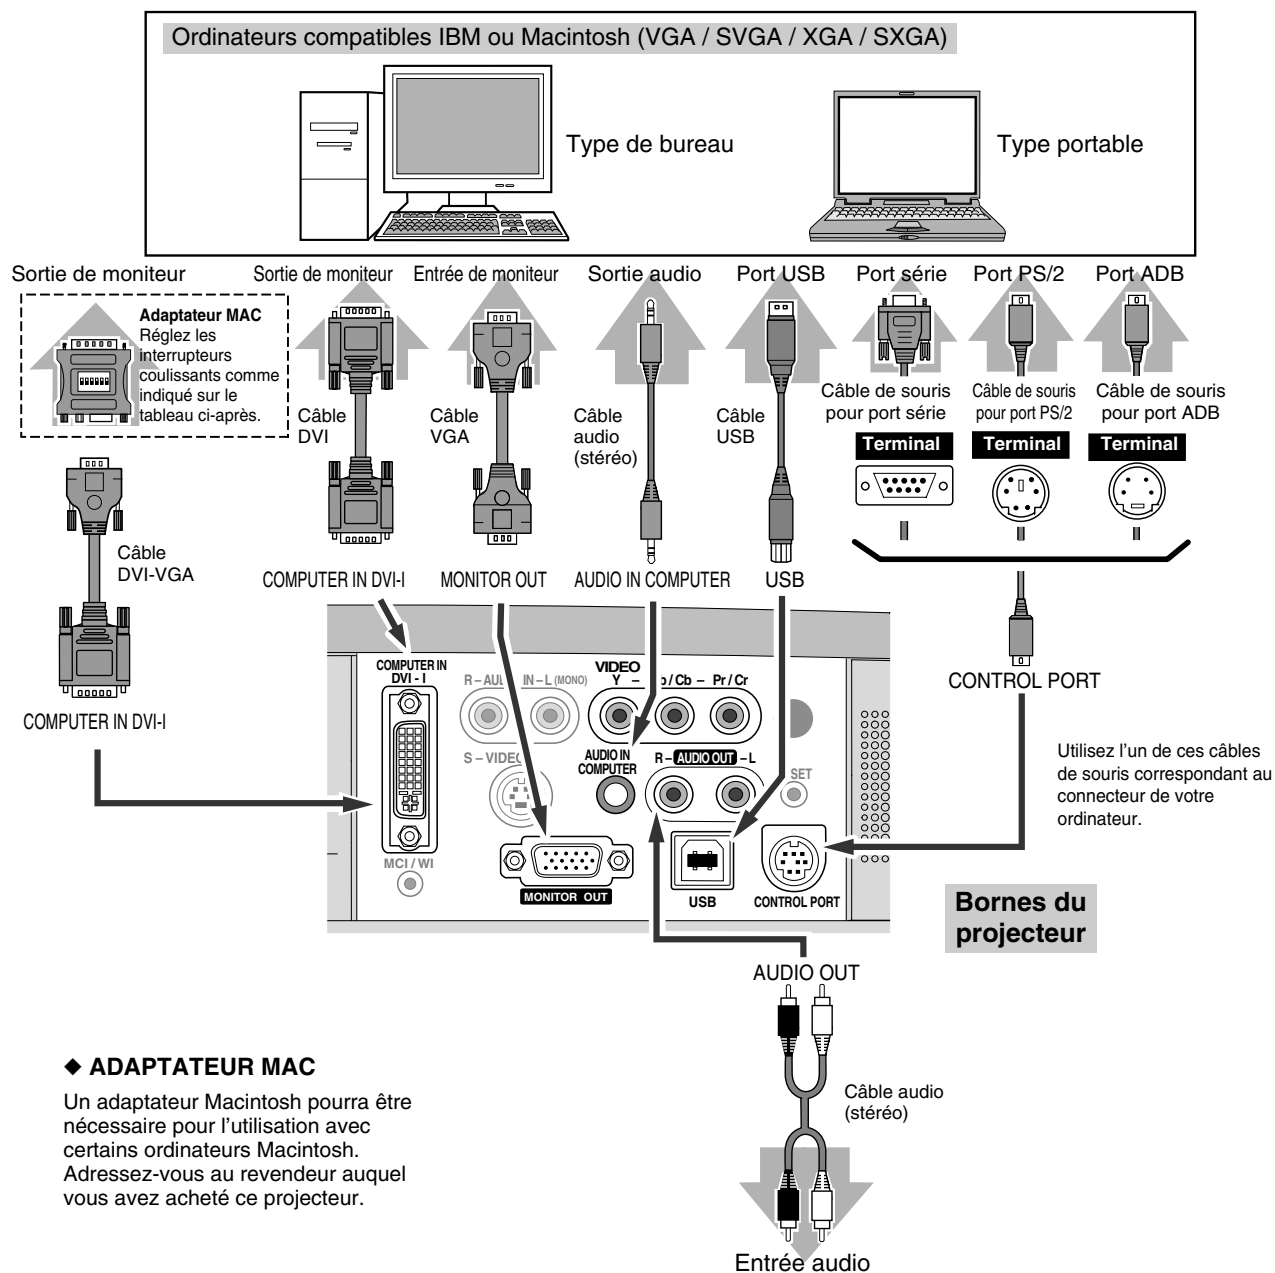 Ordinateurs compatibles IBM ou Macintosh (VGA / SVGA / XGA / SXGA)
Type de bureau
Type portable
Sortie de moniteur
Sortie de moniteur
Entrée de moniteur
Sortie audio
Port USB
Port série
Port PS/2
Port ADB
Adaptateur MAC
Réglez les
interrupteurs
coulissants comme
indiqué sur le
tableau ci-après.
Câble
DVI
Câble
VGA
Câble
audio
(stéréo)
Câble
USB
Câble de souris
pour port série
Câble de souris
pour port PS/2
Câble de souris
pour port ADB
Terminal
Terminal
Terminal
Câble
DVI-VGA
COMPUTER IN DVI-I
MONITOR OUT
AUDIO IN COMPUTER
USB
CONTROL PORT
COMPUTER IN DVI-I
COMPUTER IN
DVI - I
R – AU
IN – L (MONO)
VIDEO
Y –
b / Cb – Pr / Cr
S – VIDEO
AUDIO IN
COMPUTER
R – AUDIO OUT – L
SET
MCI / WI
MONITOR OUT
USB
CONTROL PORT
Utilisez l'un de ces câbles
de souris correspondant au
connecteur de votre
ordinateur.
Bornes du
projecteur
AUDIO OUT
Câble audio
(stéréo)
Entrée audio
◆ ADAPTATEUR MAC
Un adaptateur Macintosh pourra être
nécessaire pour l'utilisation avec
certains ordinateurs Macintosh.
Adressez-vous au revendeur auquel
vous avez acheté ce projecteur.